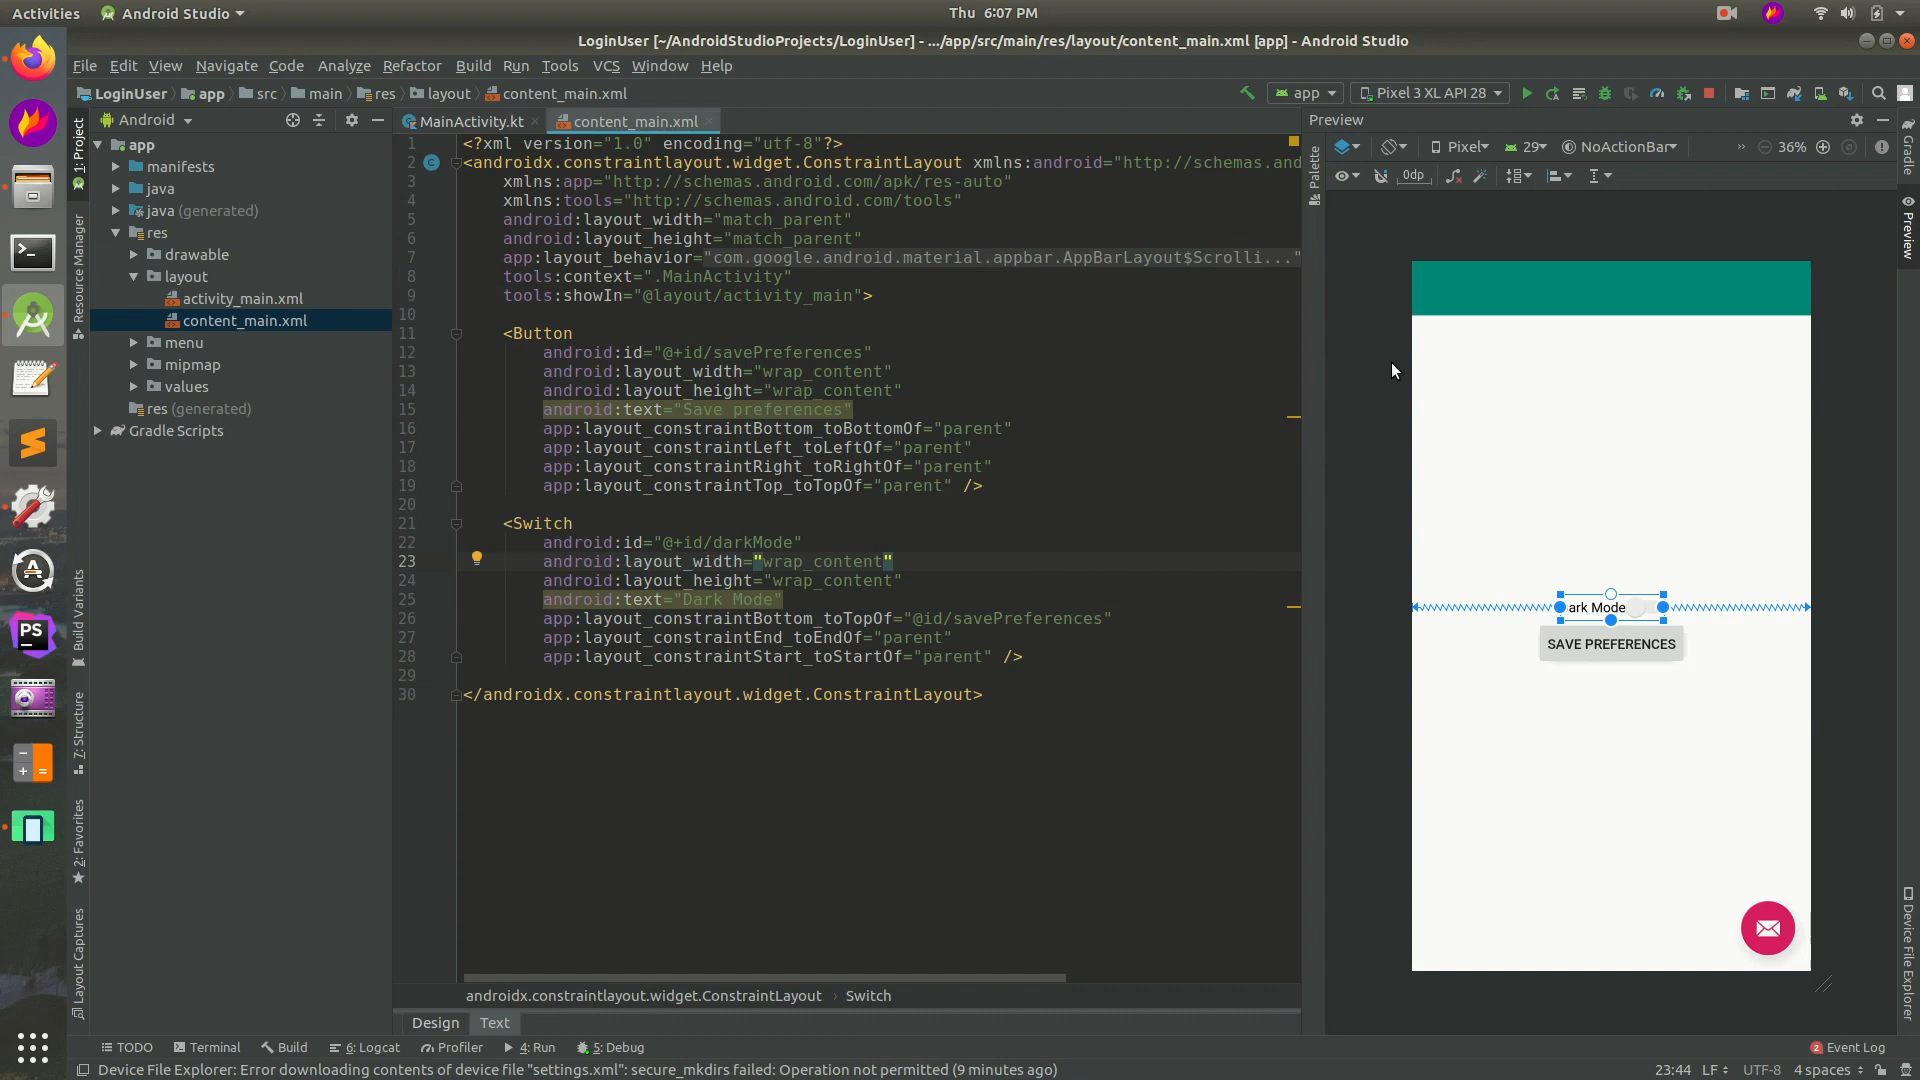 Activities
Android Studio
Thu 6:07 PM
LoginUser [~/AndroidStudioProjects/LoginUser] - .../app/src/main/res/layout/content_main.xml [app] - Android Studio
File Edit View Navigate Code Analyze Refactor Build Run Tools VCS Window Help
LoginUser app src main res layout content_main.xml
app
Pixel 3 XL API 28
Android
MainActivity.kt
content_main.xml
Preview
1: Project
Resource Manager
Build Variants
7: Structure
2: Favorites
Layout Captures
app
manifests
java
java (generated)
res
drawable
layout
activity_main.xml
content_main.xml
menu
mipmap
values
res (generated)
Gradle Scripts
1 <?xml version="1.0" encoding="utf-8"?>
2 C <androidx.constraintlayout.widget.ConstraintLayout xmlns:android="http://schemas.and
3 xmlns:app="http://schemas.android.com/apk/res-auto"
4 xmlns:tools="http://schemas.android.com/tools"
5 android:layout_width="match_parent"
6 android:layout_height="match_parent"
7 app:layout_behavior="com.google.android.material.appbar.AppBarLayout$Scrolli..."
8 tools:context=".MainActivity"
9 tools:showIn="@layout/activity_main">
10
11 <Button
12 android:id="@+id/savePreferences"
13 android:layout_width="wrap_content"
14 android:layout_height="wrap_content"
15 android:text="Save preferences"
16 app:layout_constraintBottom_toBottomOf="parent"
17 app:layout_constraintLeft_toLeftOf="parent"
18 app:layout_constraintRight_toRightOf="parent"
19 app:layout_constraintTop_toTopOf="parent" />
20
21 <Switch
22 android:id="@+id/darkMode"
23 android:layout_width="wrap_content"
24 android:layout_height="wrap_content"
25 android:text="Dark Mode"
26 app:layout_constraintBottom_toTopOf="@id/savePreferences"
27 app:layout_constraintEnd_toEndOf="parent"
28 app:layout_constraintStart_toStartOf="parent" />
29
30 </androidx.constraintlayout.widget.ConstraintLayout>
androidx.constraintlayout.widget.ConstraintLayout › Switch
Design Text
Palette
Pixel 29 NoActionBar » 36%
0dp
ark Mode
SAVE PREFERENCES
Gradle
Preview
Device File Explorer
PS
TODO Terminal Build 6: Logcat Profiler 4: Run 5: Debug
2 Event Log
Device File Explorer: Error downloading contents of device file "settings.xml": secure_mkdirs failed: Operation not permitted (9 minutes ago)
23:44 LF UTF-8 4 spaces